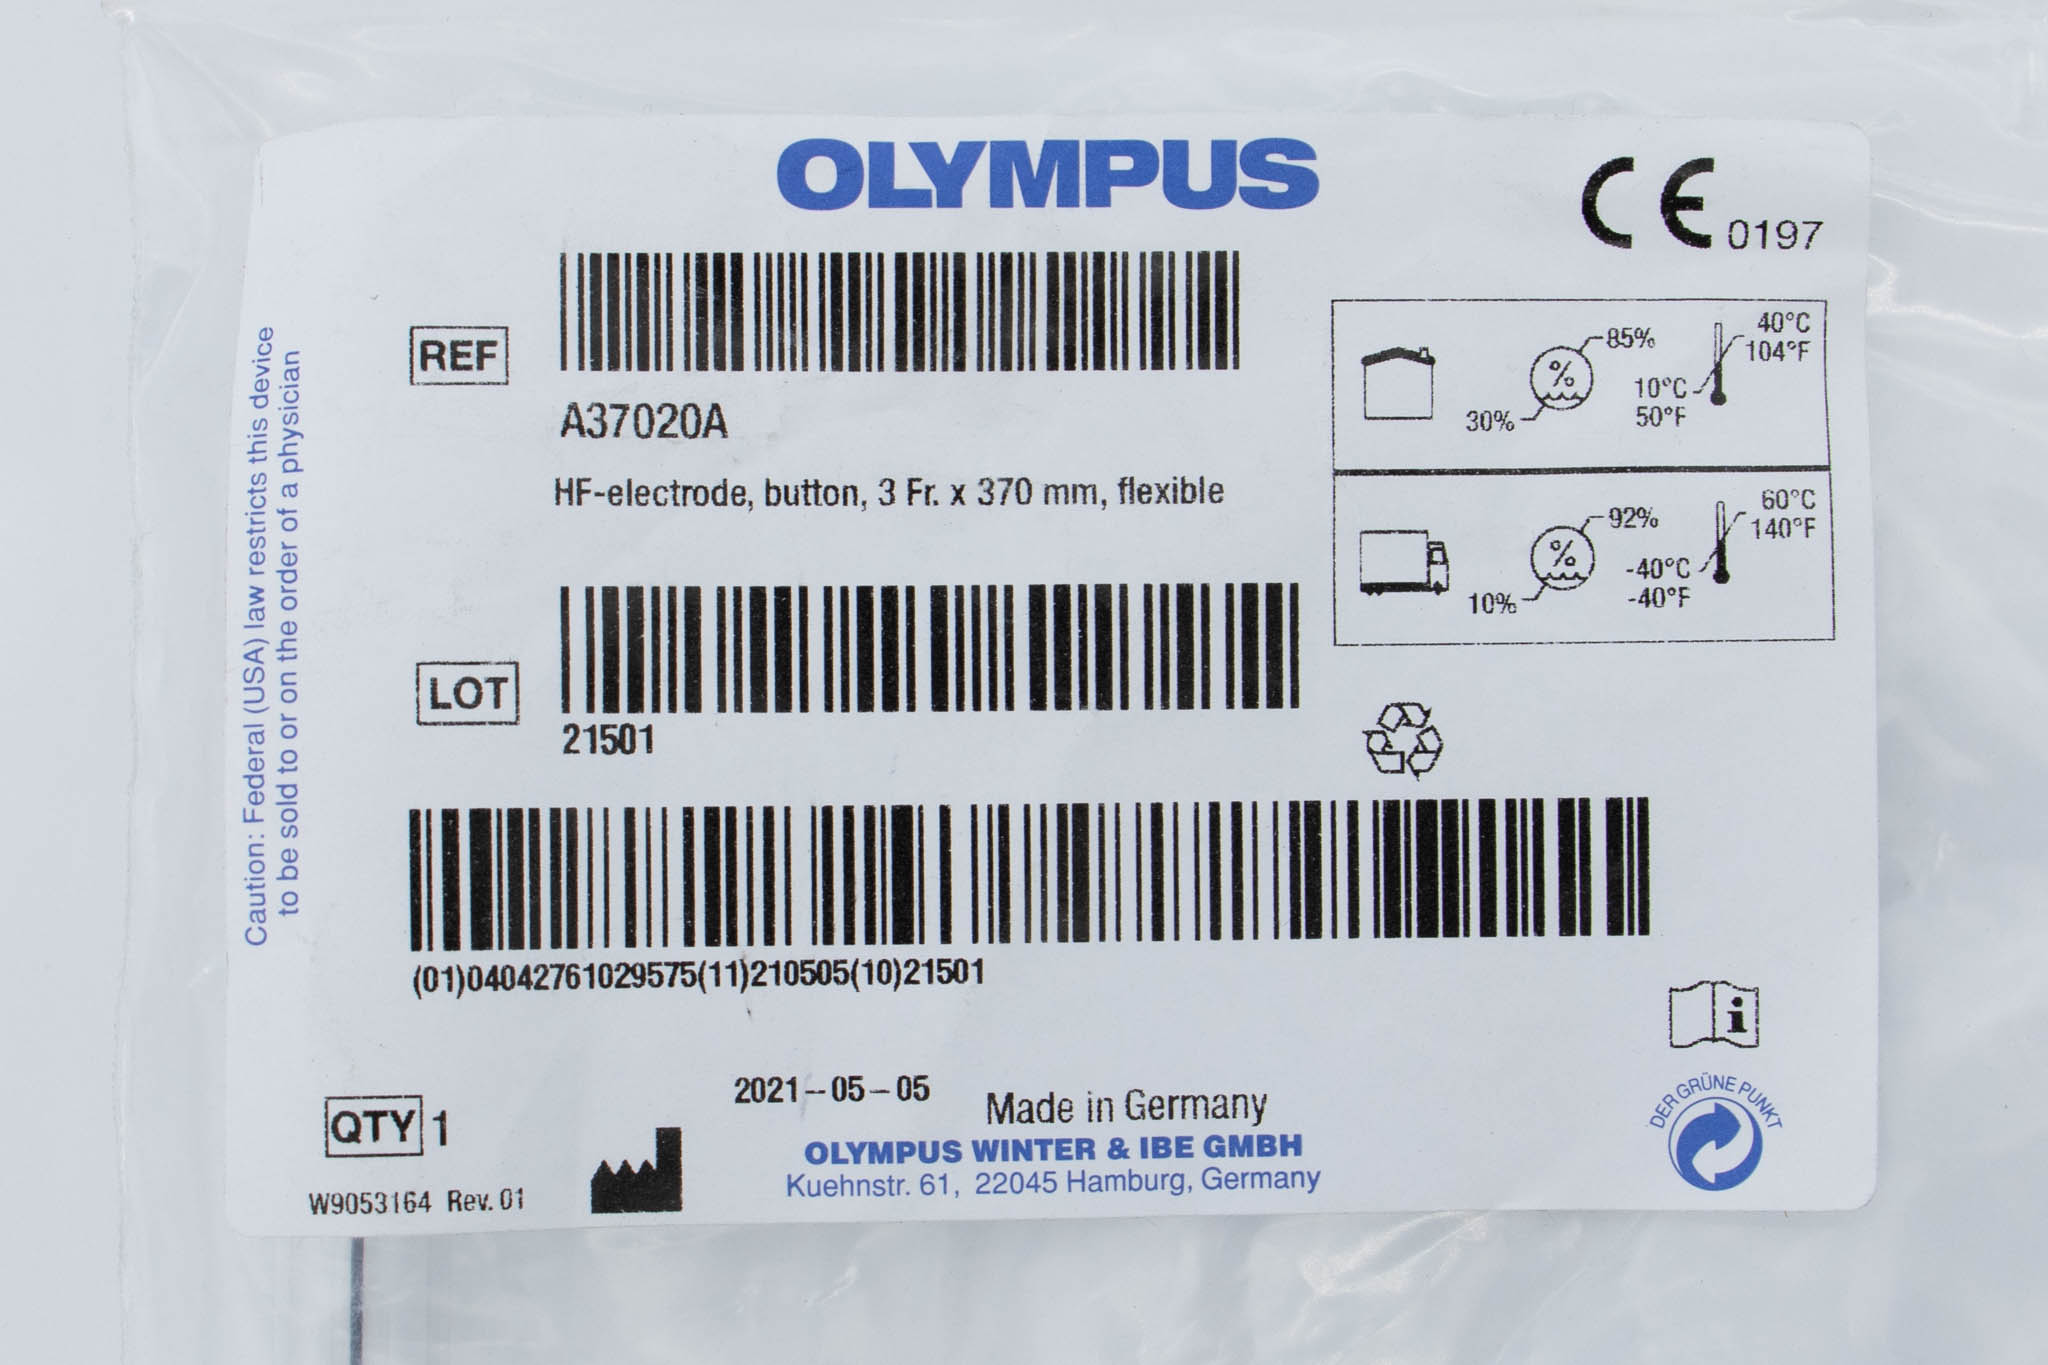 OLYMPUS
CE 0197
REF
A37020A
HF-electrode, button, 3 Fr. x 370 mm, flexible
% 85%
30%
40°C
104°F
10°C
50°F
% 92%
10%
60°C
140°F
-40°C
-40°F
LOT
21501
(01)04042761029575(11)210505(10)21501
i
DER GRÜNE PUNKT
QTY 1
2021-05-05
Made in Germany
OLYMPUS WINTER & IBE GMBH
Kuehnstr. 61, 22045 Hamburg, Germany
W9053164 Rev. 01
Caution: Federal (USA) law restricts this device
to be sold to or on the order of a physician